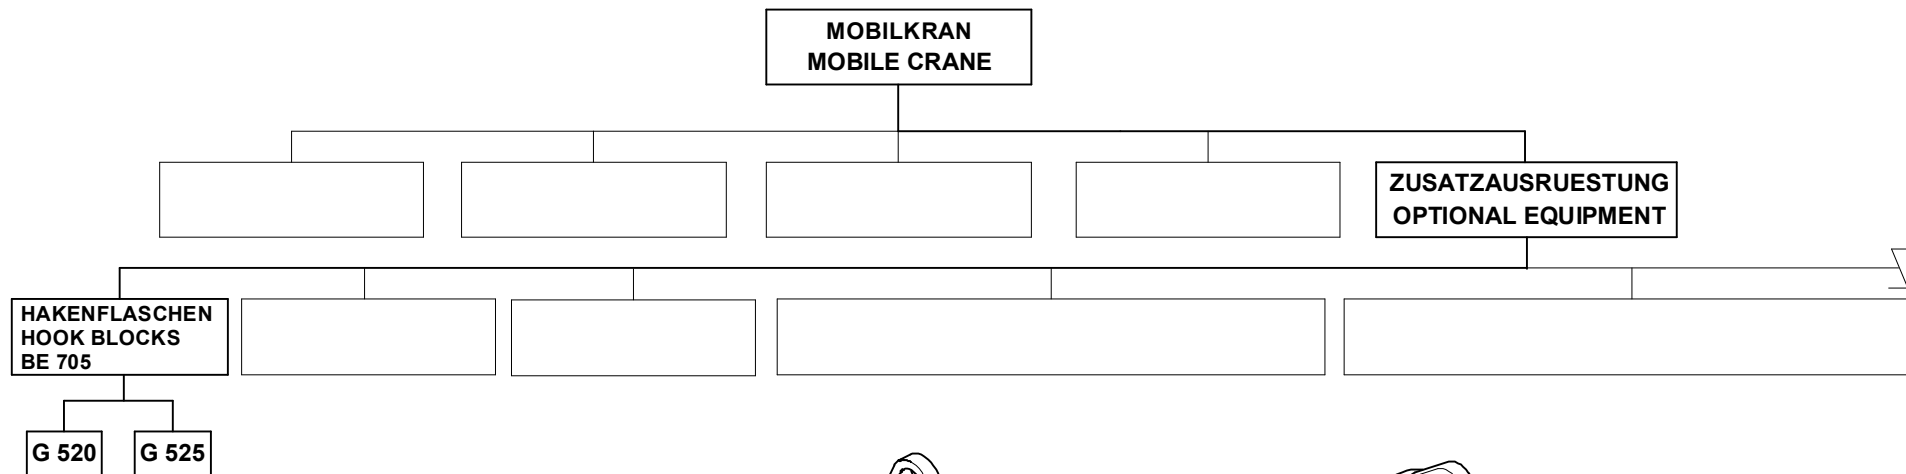 MOBILKRAN
MOBILE CRANE
ZUSATZAUSRUESTUNG
OPTIONAL EQUIPMENT
HAKENFLASCHEN
HOOK BLOCKS
BE 705
G 520
G 525